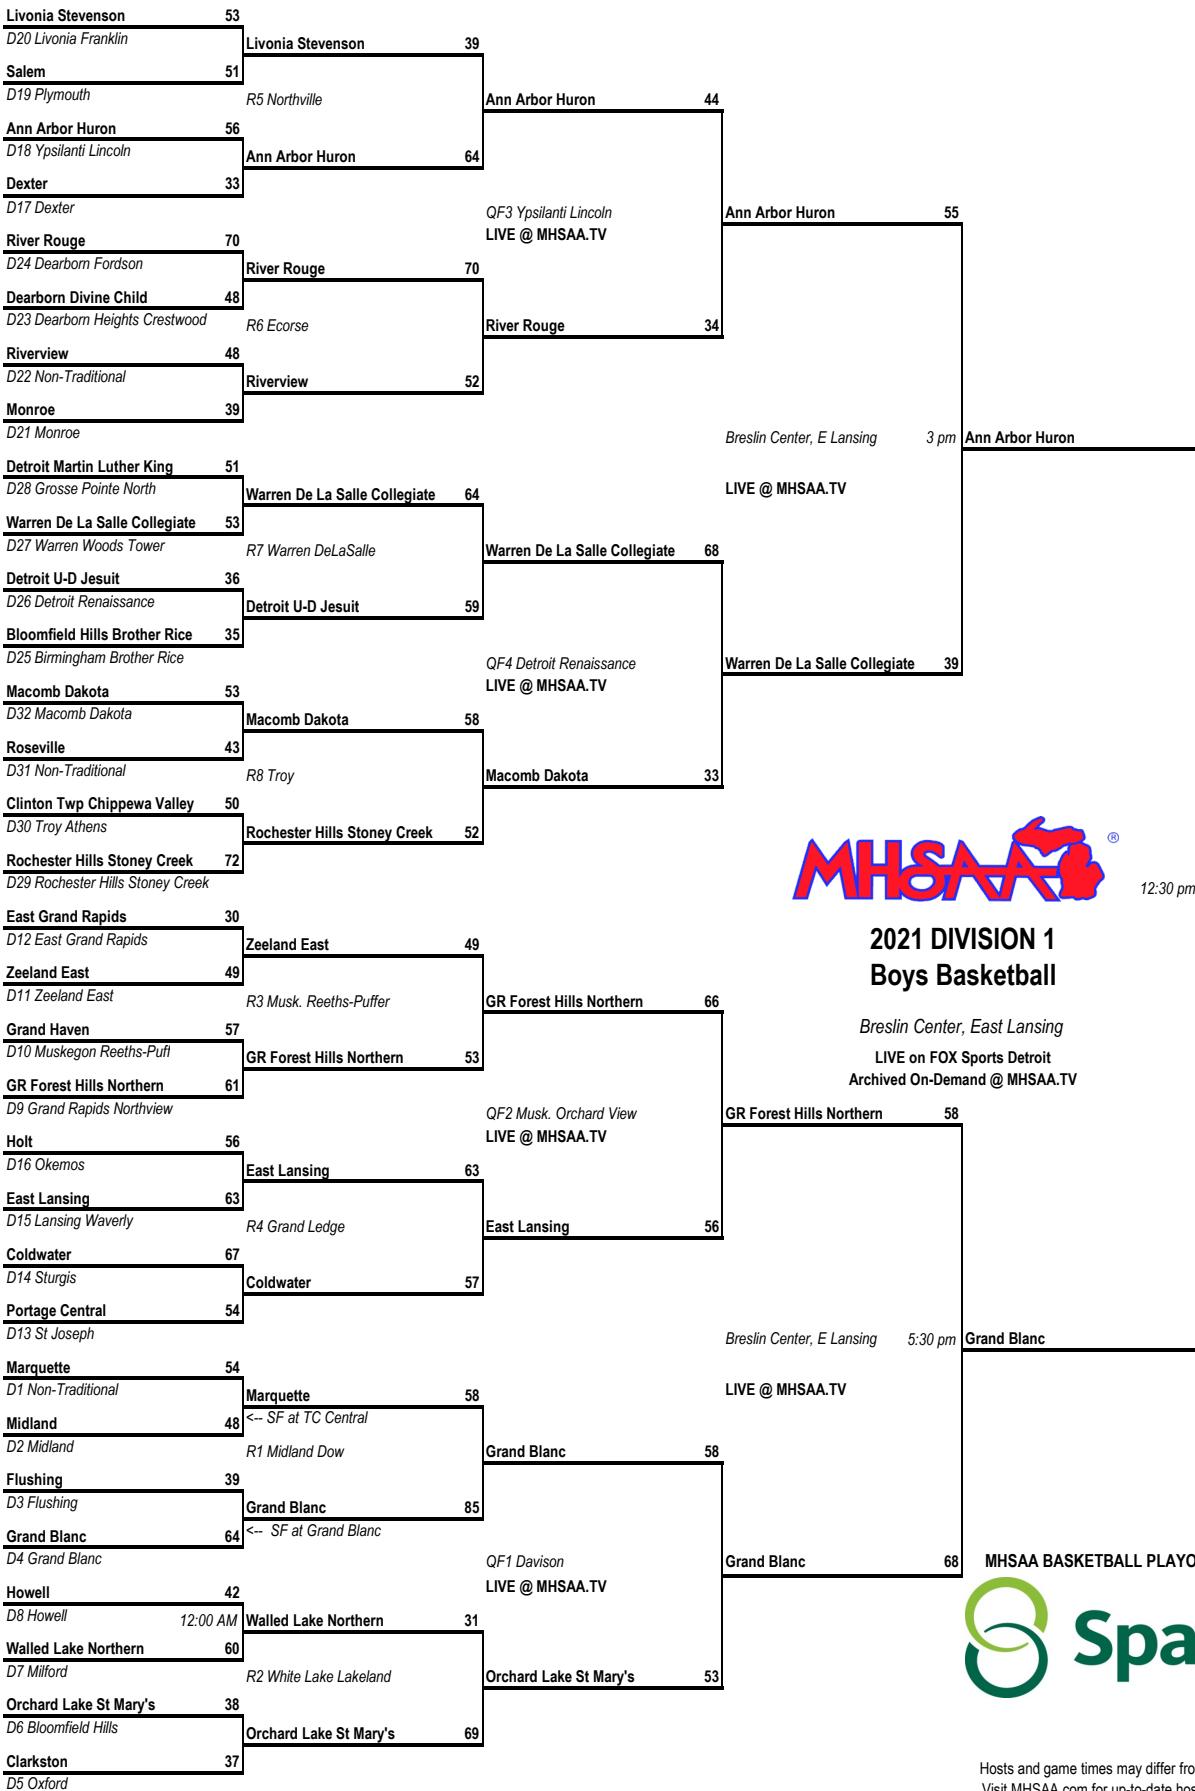 Livonia Stevenson 53
D20 Livonia Franklin
Livonia Stevenson 39
Salem 51
D19 Plymouth
R5 Northville
Ann Arbor Huron 44
Ann Arbor Huron 56
D18 Ypsilanti Lincoln
Ann Arbor Huron 64
Dexter 33
D17 Dexter
QF3 Ypsilanti Lincoln
Ann Arbor Huron 55
LIVE @ MHSAA.TV
River Rouge 70
D24 Dearborn Fordson
River Rouge 70
Dearborn Divine Child 48
D23 Dearborn Heights Crestwood
R6 Ecorse
River Rouge 34
Riverview 48
D22 Non-Traditional
Riverview 52
Monroe 39
D21 Monroe
Breslin Center, E Lansing 3 pm
Ann Arbor Huron
Detroit Martin Luther King 51
D28 Grosse Pointe North
Warren De La Salle Collegiate 64
LIVE @ MHSAA.TV
Warren De La Salle Collegiate 53
D27 Warren Woods Tower
R7 Warren DeLaSalle
Warren De La Salle Collegiate 68
Detroit U-D Jesuit 36
D26 Detroit Renaissance
Detroit U-D Jesuit 59
Bloomfield Hills Brother Rice 35
D25 Birmingham Brother Rice
QF4 Detroit Renaissance
Warren De La Salle Collegiate 39
LIVE @ MHSAA.TV
Macomb Dakota 53
D32 Macomb Dakota
Macomb Dakota 58
Roseville 43
D31 Non-Traditional
R8 Troy
Macomb Dakota 33
Clinton Twp Chippewa Valley 50
D30 Troy Athens
Rochester Hills Stoney Creek 52
Rochester Hills Stoney Creek 72
D29 Rochester Hills Stoney Creek
MHSAA ®
12:30 pm
2021 DIVISION 1
Boys Basketball
Breslin Center, East Lansing
LIVE on FOX Sports Detroit
Archived On-Demand @ MHSAA.TV
East Grand Rapids 30
D12 East Grand Rapids
Zeeland East 49
Zeeland East 49
D11 Zeeland East
R3 Musk. Reeths-Puffer
GR Forest Hills Northern 66
Grand Haven 57
D10 Muskegon Reeths-Puff
GR Forest Hills Northern 53
GR Forest Hills Northern 61
D9 Grand Rapids Northview
QF2 Musk. Orchard View
GR Forest Hills Northern 58
LIVE @ MHSAA.TV
Holt 56
D16 Okemos
East Lansing 63
East Lansing 63
D15 Lansing Waverly
R4 Grand Ledge
East Lansing 56
Coldwater 67
D14 Sturgis
Coldwater 57
Portage Central 54
D13 St Joseph
Breslin Center, E Lansing 5:30 pm
Grand Blanc
Marquette 54
D1 Non-Traditional
Marquette 58
LIVE @ MHSAA.TV
<-- SF at TC Central
Midland 48
D2 Midland
R1 Midland Dow
Grand Blanc 58
Flushing 39
D3 Flushing
Grand Blanc 85
<-- SF at Grand Blanc
Grand Blanc 64
D4 Grand Blanc
QF1 Davison
Grand Blanc 68
LIVE @ MHSAA.TV
MHSAA BASKETBALL PLAYO
Howell 42
D8 Howell 12:00 AM
Walled Lake Northern 31
Walled Lake Northern 60
D7 Milford
R2 White Lake Lakeland
Orchard Lake St Mary's 53
Spa
Orchard Lake St Mary's 38
D6 Bloomfield Hills
Orchard Lake St Mary's 69
Clarkston 37
D5 Oxford
Hosts and game times may differ fro
Visit MHSAA.com for up-to-date hos